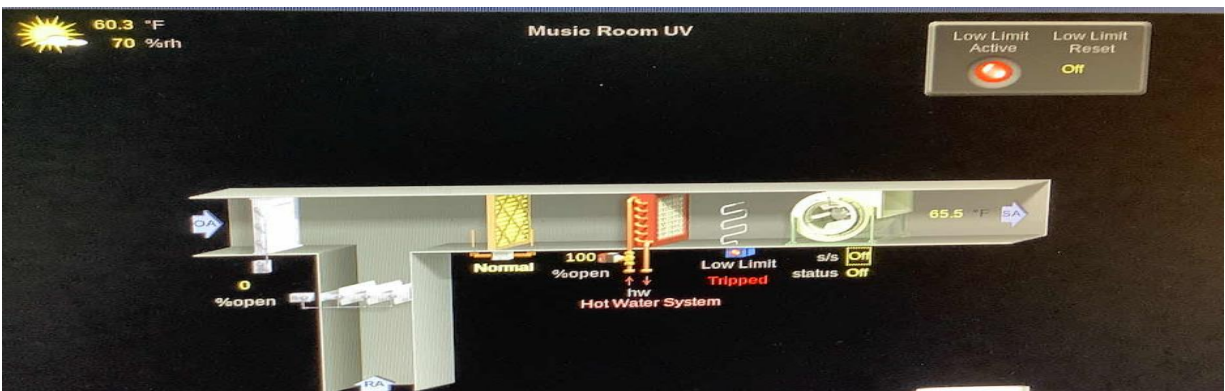 60.3 °F
70 %rh
Music Room UV
Low Limit Active
Low Limit Reset
Off
OA
65.5 °F SA
0
%open
Normal
100
%open
hw
Hot Water System
Low Limit
Tripped
s/s Off
status Off
RA